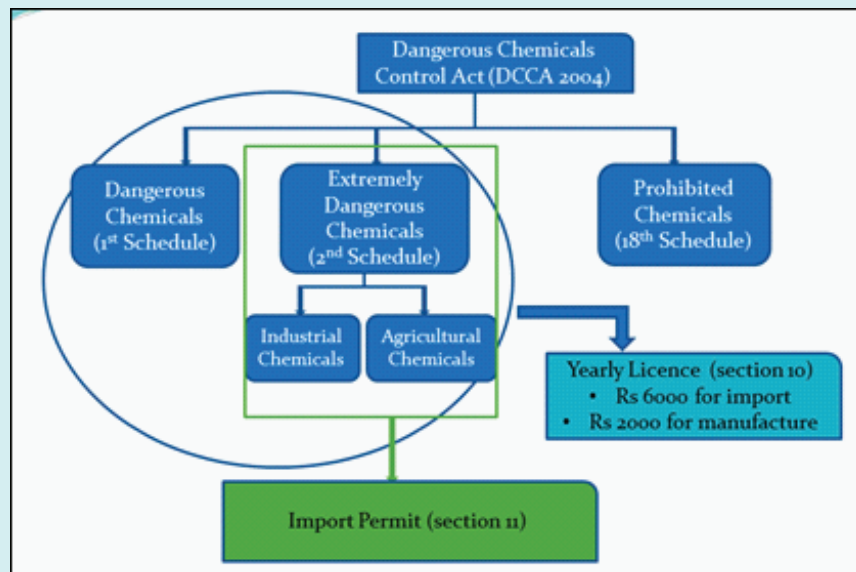 Dangerous Chemicals
Control Act (DCCA 2004)
Dangerous
Chemicals
(1st Schedule)
Extremely
Dangerous
Chemicals
(2nd Schedule)
Prohibited
Chemicals
(18th Schedule)
Industrial
Chemicals
Agricultural
Chemicals
Yearly Licence (section 10)
• Rs 6000 for import
• Rs 2000 for manufacture
Import Permit (section 11)